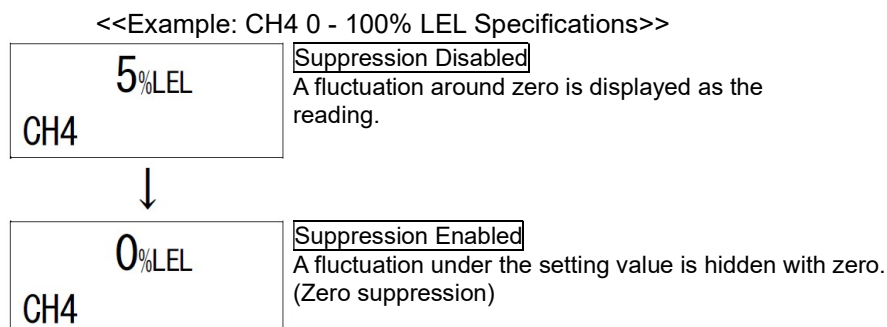 <<Example: CH4 0 - 100% LEL Specifications>>
5%LEL
CH4
Suppression Disabled
A fluctuation around zero is displayed as the
reading.
↓
0%LEL
CH4
Suppression Enabled
A fluctuation under the setting value is hidden with zero.
(Zero suppression)